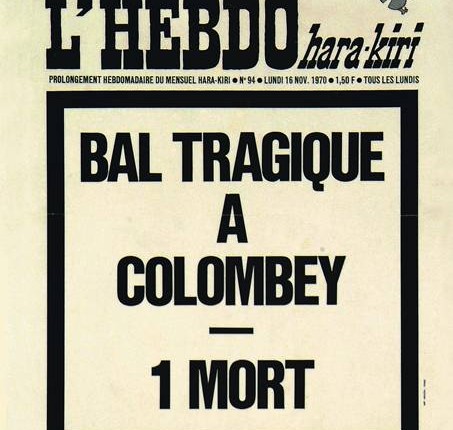 L'HEBDO hara-kiri
PROLONGEMENT HEBDOMADAIRE DU MENSUEL HARA-KIRI ● N° 94 ● LUNDI 16 NOV. 1970 ● 1,50 F ● TOUS LES LUNDIS
BAL TRAGIQUE
A
COLOMBEY
—
1 MORT